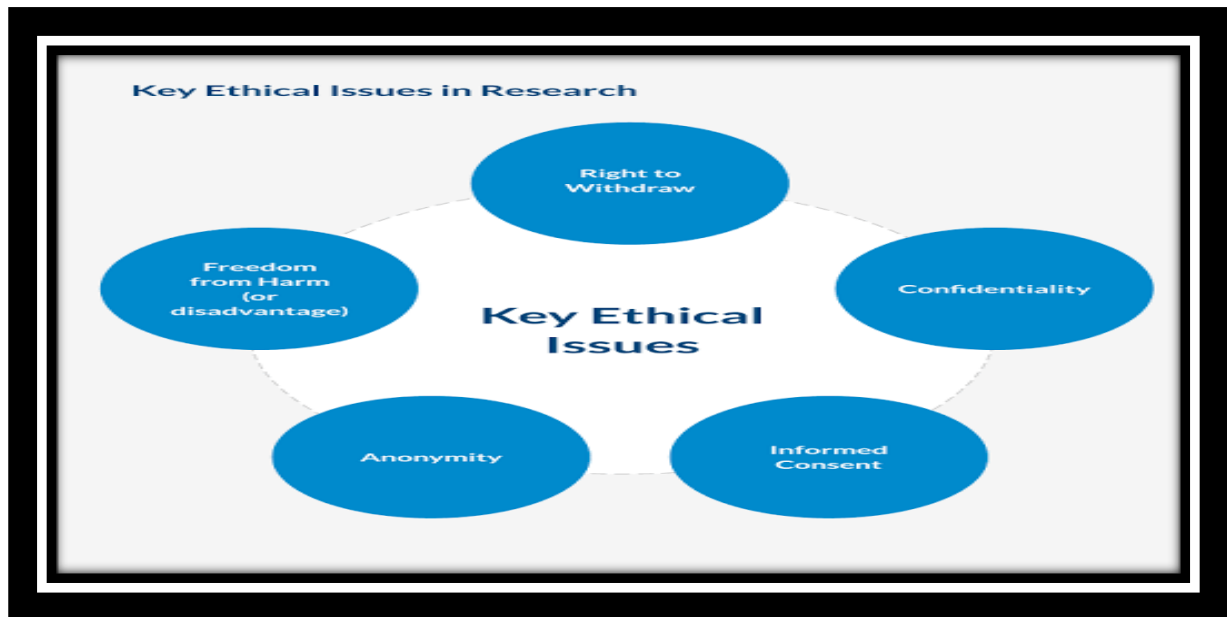 Key Ethical Issues in Research
Right to
Withdraw
Freedom
from Harm
(or
disadvantage)
Confidentiality
Key Ethical
Issues
Anonymity
Informed
Consent